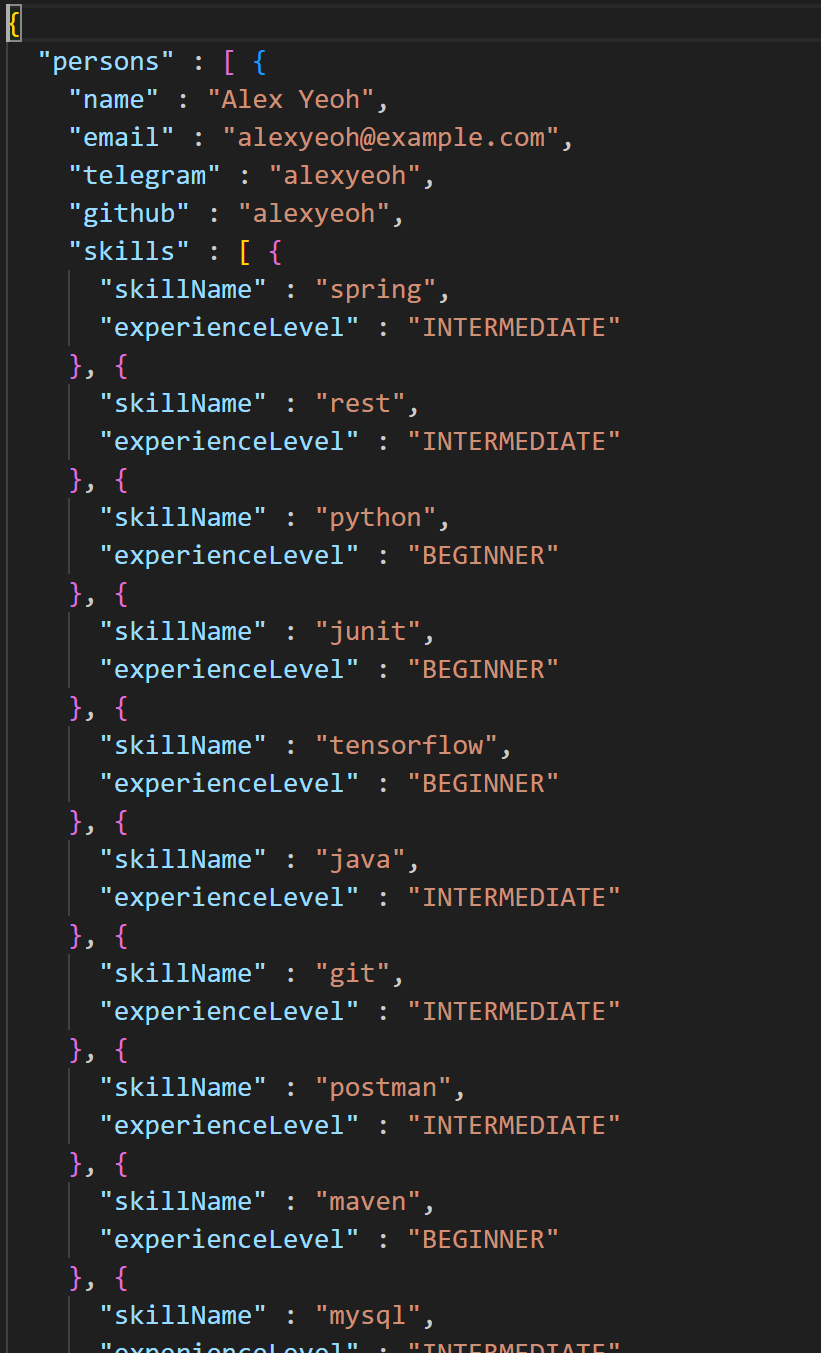 {
"persons" : [ {
"name" : "Alex Yeoh",
"email" : "alexyeoh@example.com",
"telegram" : "alexyeoh",
"github" : "alexyeoh",
"skills" : [ {
"skillName" : "spring",
"experienceLevel" : "INTERMEDIATE"
}, {
"skillName" : "rest",
"experienceLevel" : "INTERMEDIATE"
}, {
"skillName" : "python",
"experienceLevel" : "BEGINNER"
}, {
"skillName" : "junit",
"experienceLevel" : "BEGINNER"
}, {
"skillName" : "tensorflow",
"experienceLevel" : "BEGINNER"
}, {
"skillName" : "java",
"experienceLevel" : "INTERMEDIATE"
}, {
"skillName" : "git",
"experienceLevel" : "INTERMEDIATE"
}, {
"skillName" : "postman",
"experienceLevel" : "INTERMEDIATE"
}, {
"skillName" : "maven",
"experienceLevel" : "BEGINNER"
}, {
"skillName" : "mysql",
"experienceLevel" : "INTERMEDIATE"